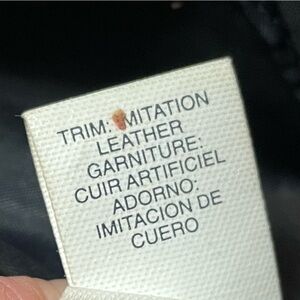 TRIM: IMITATION
LEATHER
GARNITURE:
CUIR ARTIFICIEL
ADORNO:
IMITACION DE
CUERO